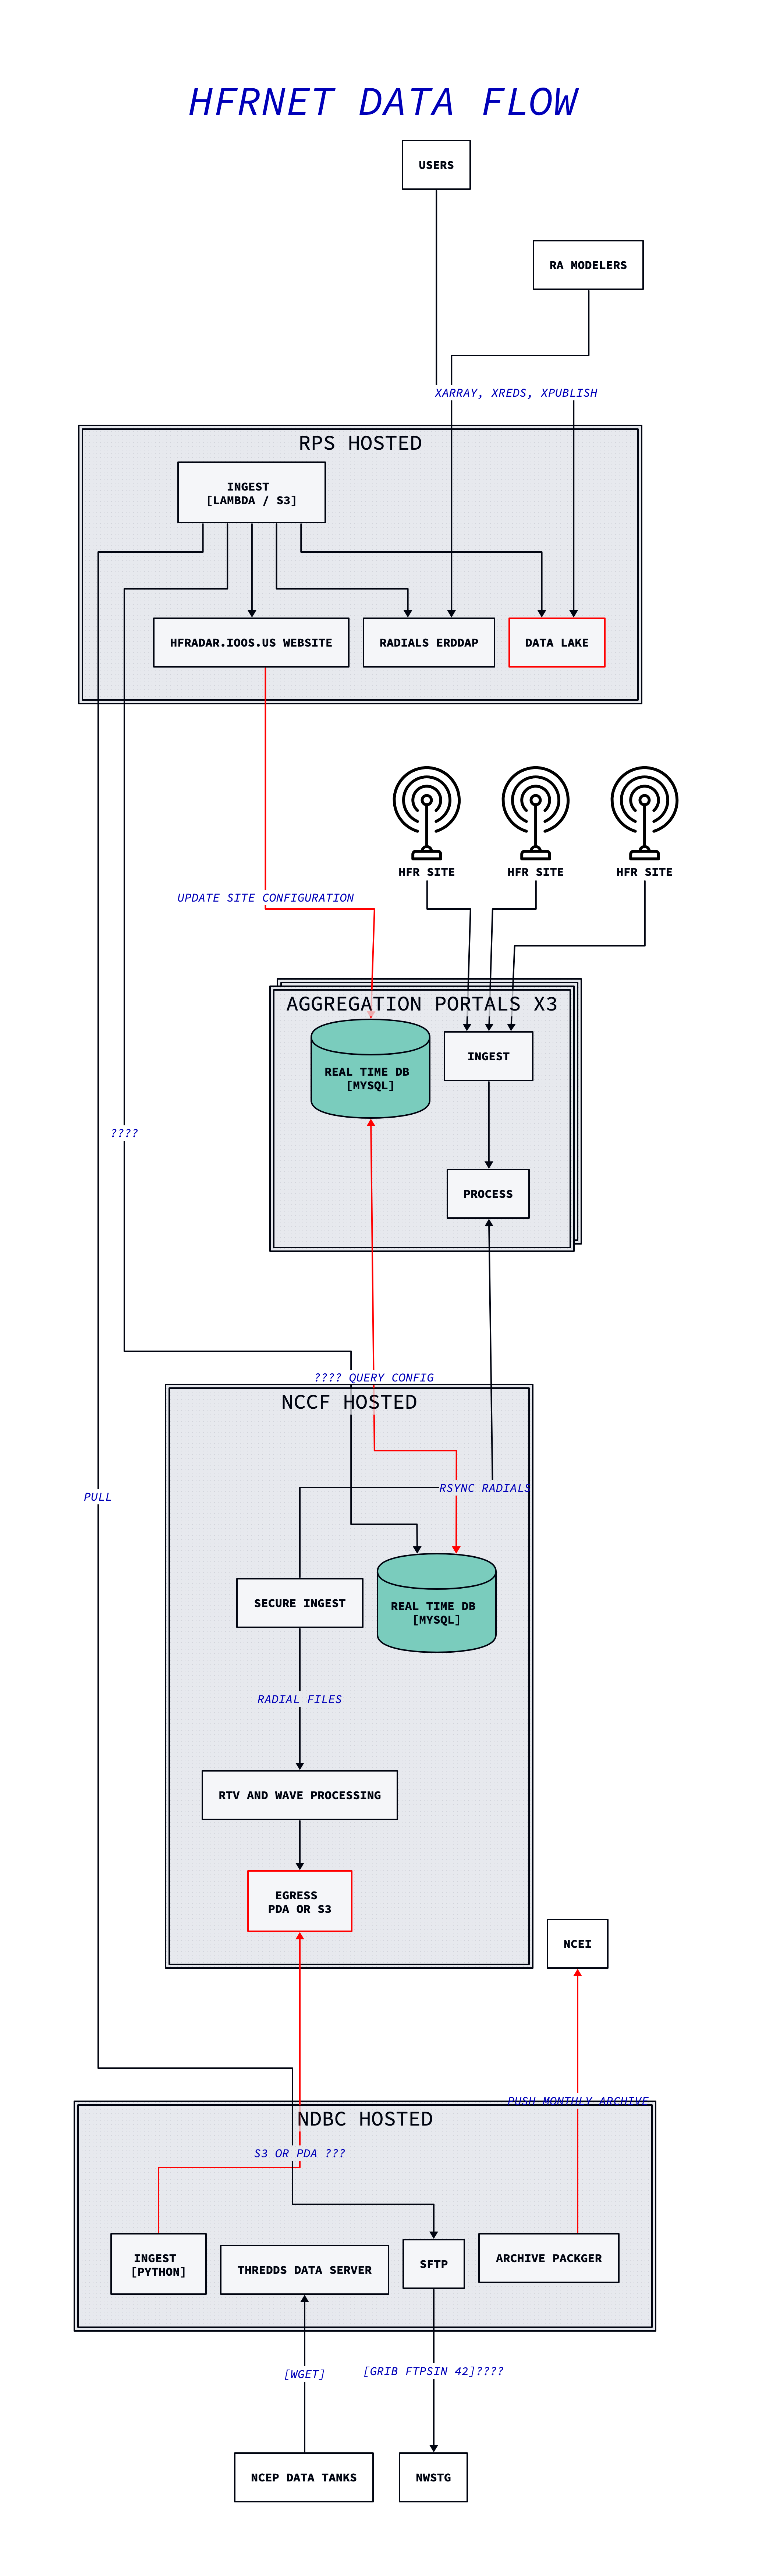 HFRNET DATA FLOW
USERS
RA MODELERS
XARRAY, XREDS, XPUBLISH
RPS HOSTED
INGEST
[LAMBDA / S3]
HFRADAR.IOOS.US WEBSITE
RADIALS ERDDAP
DATA LAKE
HFR SITE
HFR SITE
HFR SITE
UPDATE SITE CONFIGURATION
AGGREGATION PORTALS X3
INGEST
REAL TIME DB
[MYSQL]
????
PROCESS
???? QUERY CONFIG
NCCF HOSTED
RSYNC RADIALS
PULL
SECURE INGEST
REAL TIME DB
[MYSQL]
RADIAL FILES
RTV AND WAVE PROCESSING
EGRESS
PDA OR S3
NCEI
PUSH MONTHLY ARCHIVE
NDBC HOSTED
S3 OR PDA ???
INGEST
[PYTHON]
THREDDS DATA SERVER
SFTP
ARCHIVE PACKGER
[WGET]
[GRIB FTPSIN 42]????
NCEP DATA TANKS
NWSTG